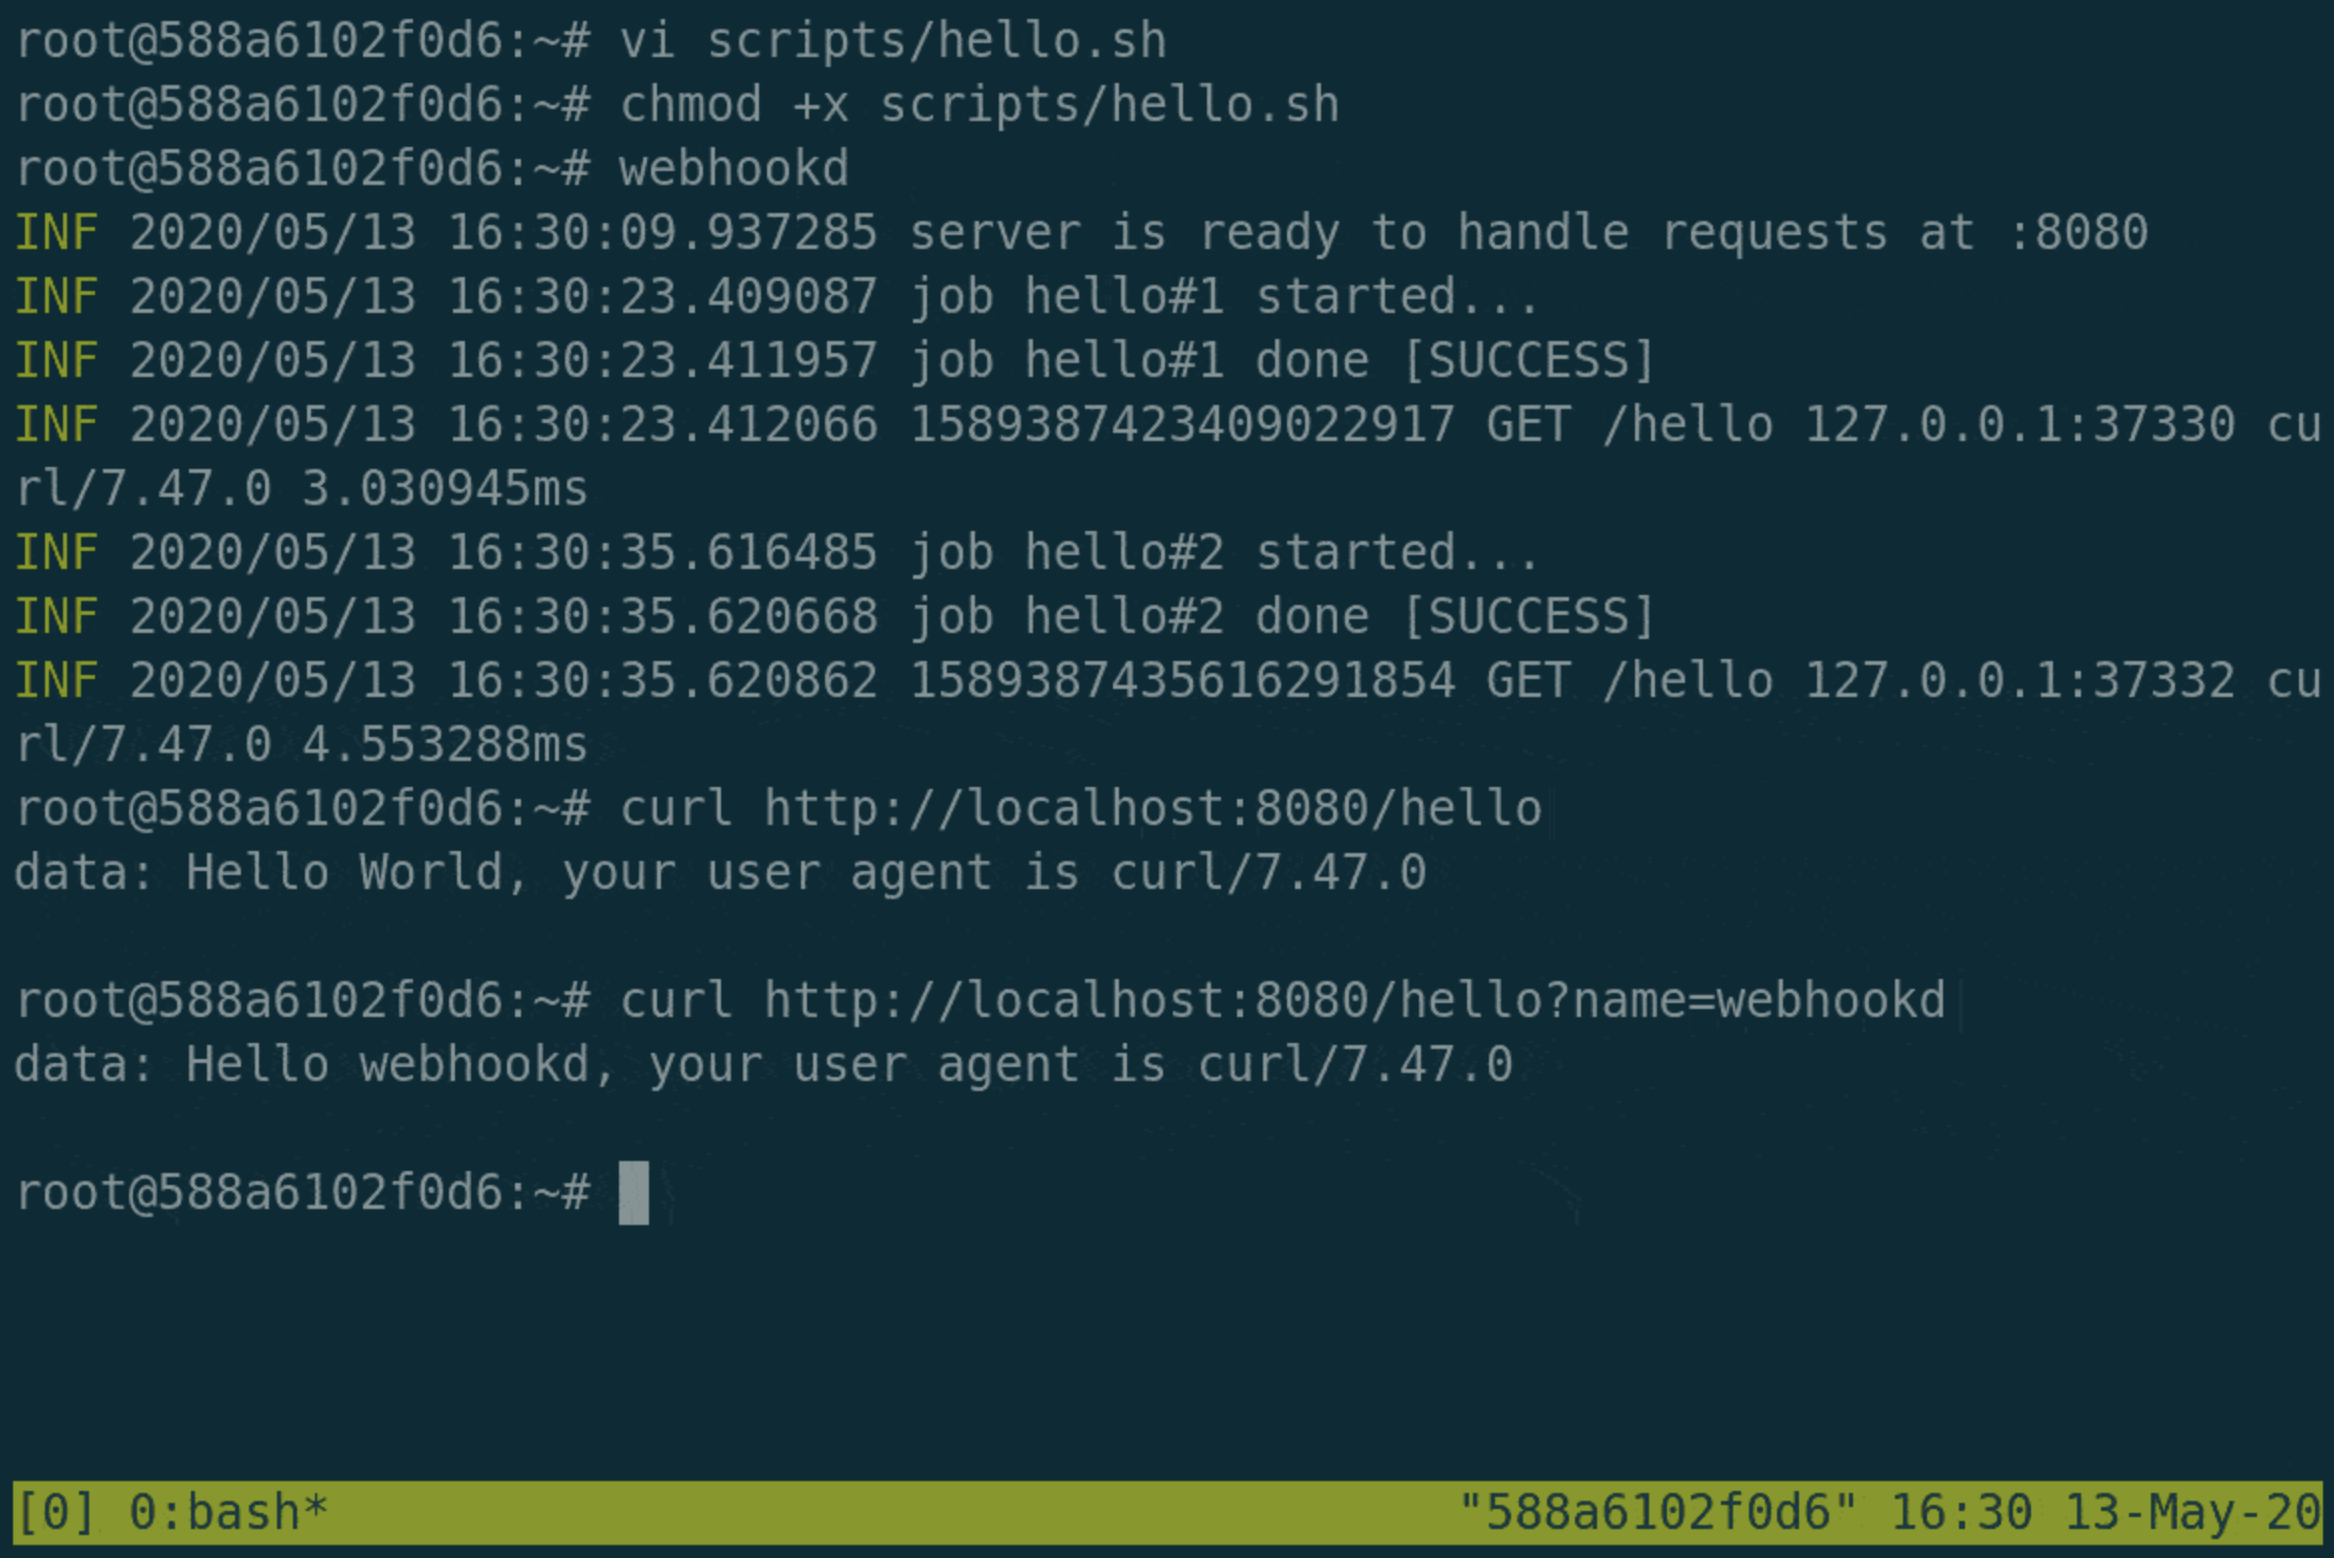 root@588a6102f0d6:~# vi scripts/hello.sh
root@588a6102f0d6:~# chmod +x scripts/hello.sh
root@588a6102f0d6:~# webhookd
INF 2020/05/13 16:30:09.937285 server is ready to handle requests at :8080
INF 2020/05/13 16:30:23.409087 job hello#1 started...
INF 2020/05/13 16:30:23.411957 job hello#1 done [SUCCESS]
INF 2020/05/13 16:30:23.412066 1589387423409022917 GET /hello 127.0.0.1:37330 cu
rl/7.47.0 3.030945ms
INF 2020/05/13 16:30:35.616485 job hello#2 started...
INF 2020/05/13 16:30:35.620668 job hello#2 done [SUCCESS]
INF 2020/05/13 16:30:35.620862 1589387435616291854 GET /hello 127.0.0.1:37332 cu
rl/7.47.0 4.553288ms
root@588a6102f0d6:~# curl http://localhost:8080/hello
data: Hello World, your user agent is curl/7.47.0
root@588a6102f0d6:~# curl http://localhost:8080/hello?name=webhookd
data: Hello webhookd, your user agent is curl/7.47.0
root@588a6102f0d6:~#
[0] 0:bash* "588a6102f0d6" 16:30 13-May-20